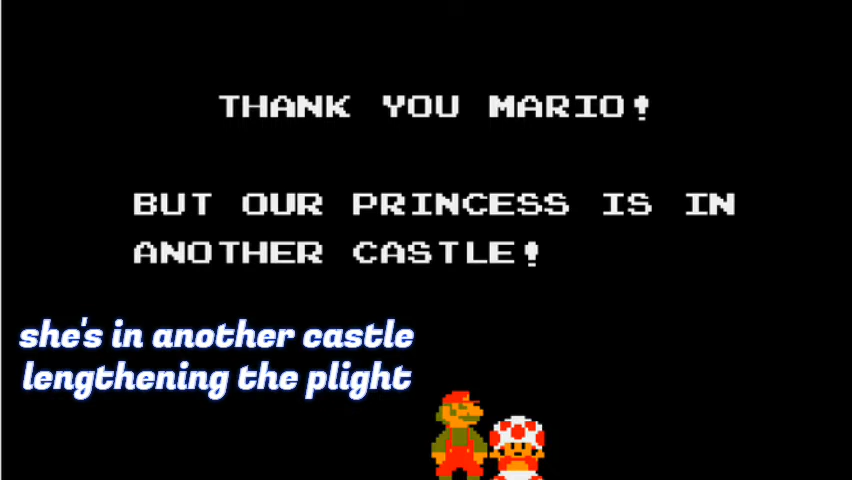 THANK YOU MARIO!
BUT OUR PRINCESS IS IN
ANOTHER CASTLE!
she's in another castle
lengthening the plight